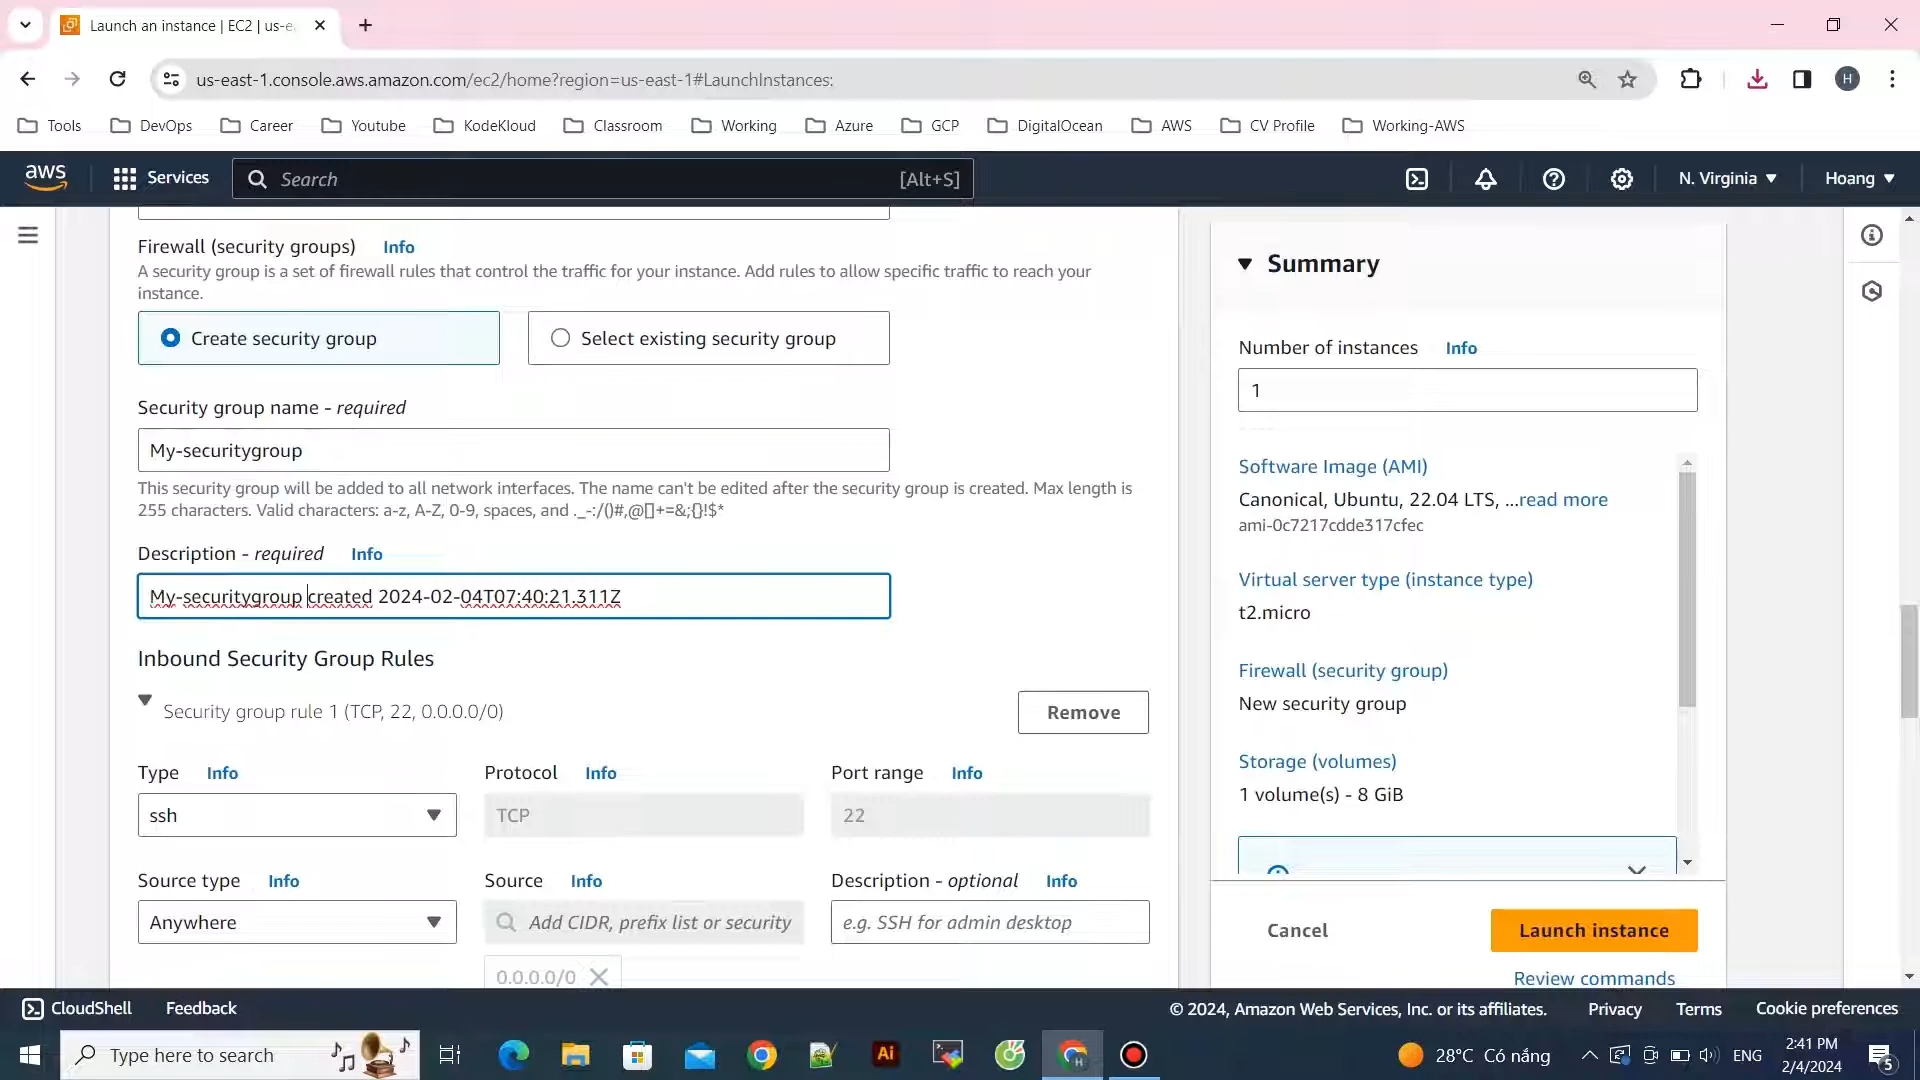 Launch an instance | EC2 | us-e
us-east-1.console.aws.amazon.com/ec2/home?region=us-east-1#LaunchInstances:
H
Tools
DevOps
Career
Youtube
KodeKloud
Classroom
Working
Azure
GCP
DigitalOcean
AWS
CV Profile
Working-AWS
aws
Services
Search
[Alt+S]
N. Virginia
Hoang
Firewall (security groups) Info
A security group is a set of firewall rules that control the traffic for your instance. Add rules to allow specific traffic to reach your
instance.
Create security group
Select existing security group
Security group name - required
My-securitygroup
This security group will be added to all network interfaces. The name can't be edited after the security group is created. Max length is
255 characters. Valid characters: a-z, A-Z, 0-9, spaces, and ._-:/()#,@[]+=&;{}!$*
Description - required Info
My-securitygroup created 2024-02-04T07:40:21.311Z
Inbound Security Group Rules
Security group rule 1 (TCP, 22, 0.0.0.0/0)
Remove
Type Info
Protocol Info
Port range Info
ssh
TCP
22
Source type Info
Source Info
Description - optional Info
Anywhere
Add CIDR, prefix list or security
e.g. SSH for admin desktop
0.0.0.0/0
Summary
Number of instances Info
1
Software Image (AMI)
Canonical, Ubuntu, 22.04 LTS, ...read more
ami-0c7217cdde317cfec
Virtual server type (instance type)
t2.micro
Firewall (security group)
New security group
Storage (volumes)
1 volume(s) - 8 GiB
Cancel
Launch instance
Review commands
CloudShell
Feedback
© 2024, Amazon Web Services, Inc. or its affiliates.
Privacy
Terms
Cookie preferences
Type here to search
Ai
H
28°C Có nắng
ENG
2:41 PM
2/4/2024
5